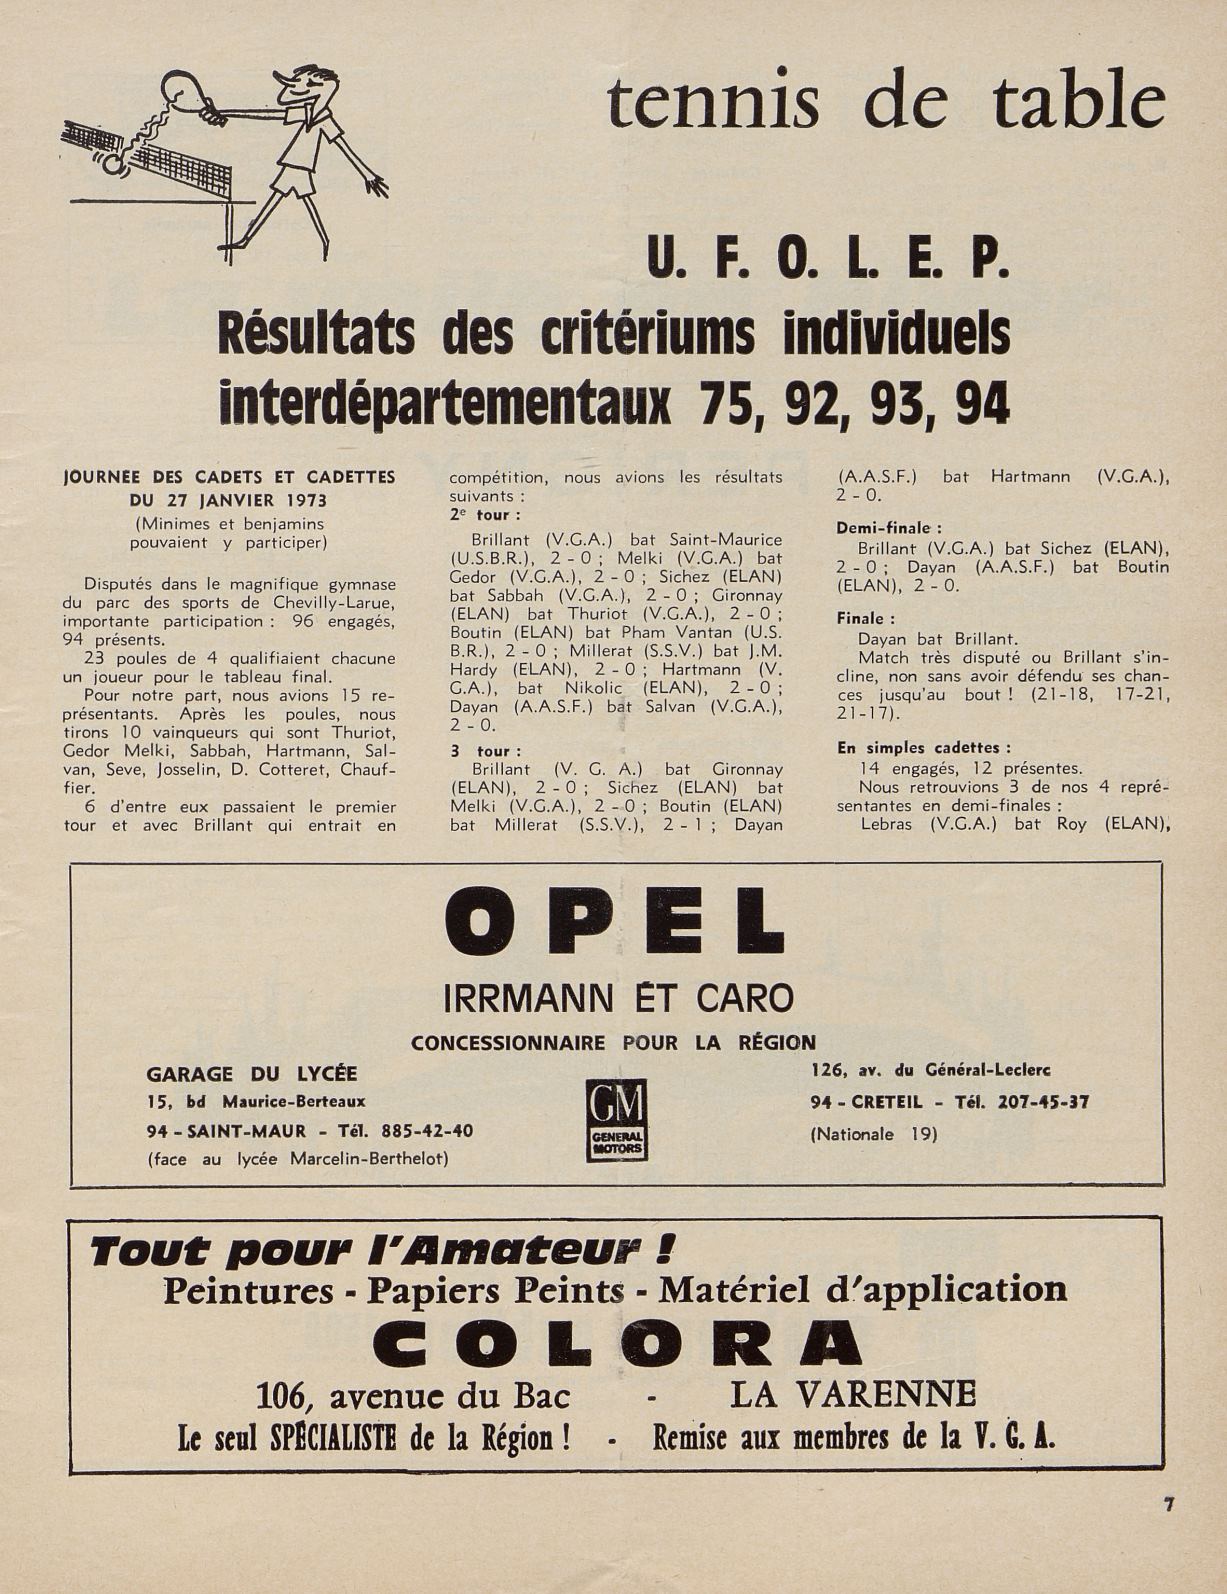 tennis de table
U. F. O. L. E. P.
Résultats des critériums individuels
interdépartementaux 75, 92, 93, 94
JOURNÉE DES CADETS ET CADETTES
DU 27 JANVIER 1973
(Minimes et benjamins
pouvaient y participer)
Disputés dans le magnifique gymnase
du parc des sports de Chevilly-Larue,
importante participation : 96 engagés,
94 présents.
23 poules de 4 qualifiaient chacune
un joueur pour le tableau final.
Pour notre part, nous avions 15 re-
présentants. Après les poules, nous
tirons 10 vainqueurs qui sont Thuriot,
Gedor Melki, Sabbah, Hartmann, Sal-
van, Seve, Josselin, D. Cotteret, Chauf-
fier.
6 d'entre eux passaient le premier
tour et avec Brillant qui entrait en
compétition, nous avions les résultats
suivants :
2e tour :
Brillant (V.G.A.) bat Saint-Maurice
(U.S.B.R.), 2 - 0 ; Melki (V.G.A.) bat
Gedor (V.G.A.), 2 - 0 ; Sichez (ELAN)
bat Sabbah (V.G.A.), 2 - 0 ; Gironnay
(ELAN) bat Thuriot (V.G.A.), 2 - 0 ;
Boutin (ELAN) bat Pham Vantan (U.S.
B.R.), 2 - 0 ; Millerat (S.S.V.) bat J.M.
Hardy (ELAN), 2 - 0 ; Hartmann (V.
G.A.), bat Nikolic (ELAN), 2 - 0 ;
Dayan (A.A.S.F.) bat Salvan (V.G.A.),
2 - 0.
3 tour :
Brillant (V. G. A.) bat Gironnay
(ELAN), 2 - 0 ; Sichez (ELAN) bat
Melki (V.G.A.), 2 - 0 ; Boutin (ELAN)
bat Millerat (S.S.V.), 2 - 1 ; Dayan
(A.A.S.F.) bat Hartmann (V.G.A.),
2 - 0.
Demi-finale :
Brillant (V.G.A.) bat Sichez (ELAN),
2 - 0 ; Dayan (A.A.S.F.) bat Boutin
(ELAN), 2 - 0.
Finale :
Dayan bat Brillant.
Match très disputé ou Brillant s'in-
cline, non sans avoir défendu ses chan-
ces jusqu'au bout ! (21-18, 17-21,
21-17).
En simples cadettes :
14 engagés, 12 présentes.
Nous retrouvions 3 de nos 4 repré-
sentantes en demi-finales :
Lebras (V.G.A.) bat Roy (ELAN),
OPEL
IRRMANN ET CARO
CONCESSIONNAIRE POUR LA RÉGION
GARAGE DU LYCÉE
15, bd Maurice-Berteaux
94 - SAINT-MAUR - Tél. 885-42-40
(face au lycée Marcelin-Berthelot)
GM
GENERAL
MOTORS
126, av. du Général-Leclerc
94 - CRETEIL - Tél. 207-45-37
(Nationale 19)
Tout pour l'Amateur !
Peintures - Papiers Peints - Matériel d'application
COLORA
106, avenue du Bac - LA VARENNE
Le seul SPÉCIALISTE de la Région ! - Remise aux membres de la V. G. A.
7